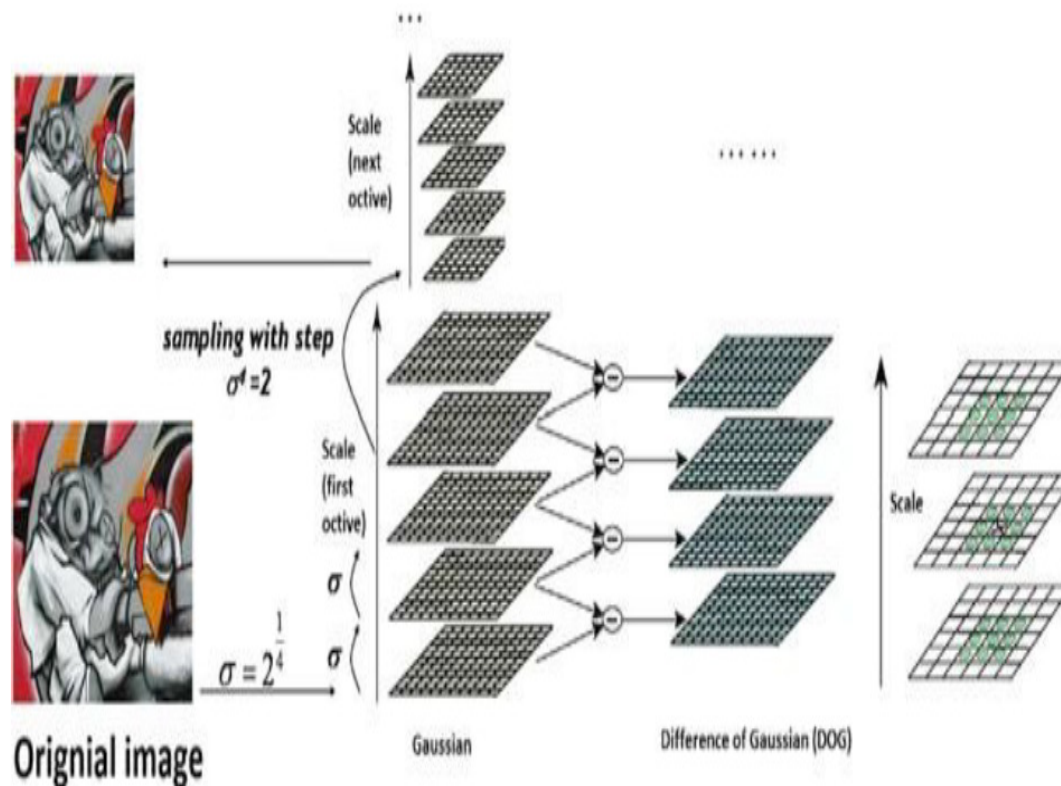 ...
Scale
(next
octive)
......
sampling with step
σ⁴ =2
Scale
(first
octive)
Scale
σ
σ
σ = 2^{1/4}
Gaussian
Difference of Gaussian (DOG)
Orignial image